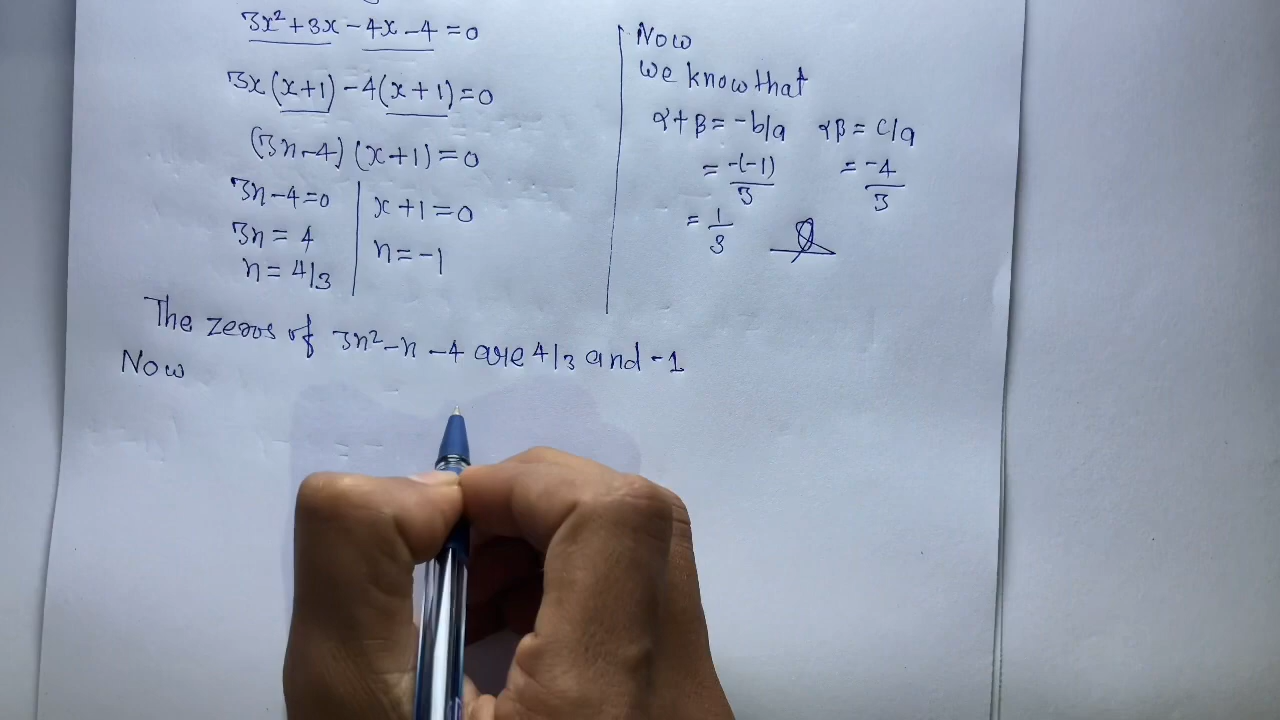 3x²+3x-4x-4=0
3x(x+1)-4(x+1)=0
(3x-4)(x+1)=0
3x-4=0
3x=4
x=4/3
x+1=0
x=-1
Now
we know that
α+β=-b/a αβ=c/a
=-(-1)/3 =-4/3
=1/3
The zeros of 3x²-x-4 are 4/3 and -1
Now